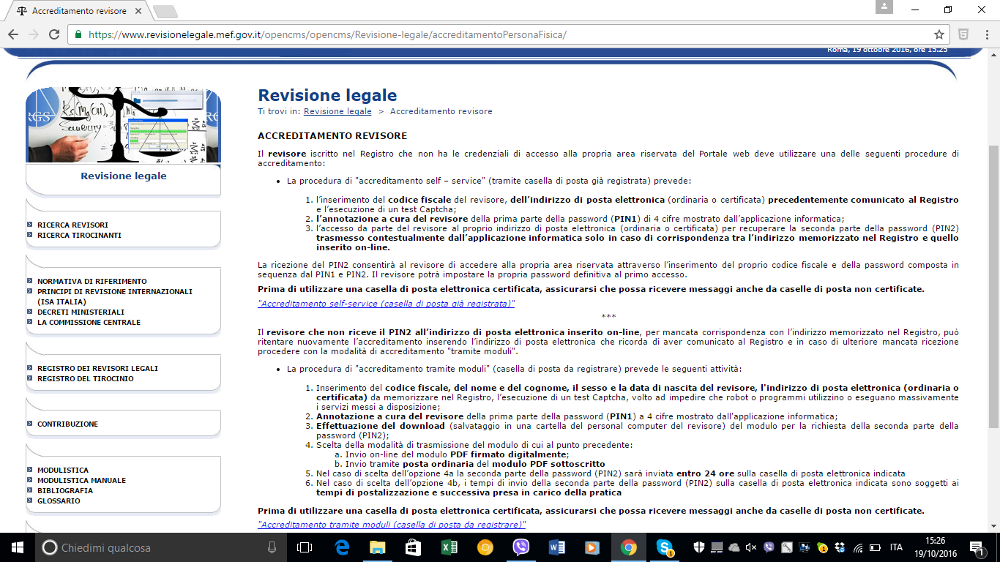 Accreditamento revisore
https://www.revisionelegale.mef.gov.it/opencms/opencms/Revisione-legale/accreditamentoPersonaFisica/
Roma, 19 ottobre 2016, ore 15.25
Revisione legale
RICERCA REVISORI
RICERCA TIROCINANTI
NORMATIVA DI RIFERIMENTO
PRINCIPI DI REVISIONE INTERNAZIONALI
(ISA ITALIA)
DECRETI MINISTERIALI
LA COMMISSIONE CENTRALE
REGISTRO DEI REVISORI LEGALI
REGISTRO DEL TIROCINIO
CONTRIBUZIONE
MODULISTICA
MODULISTICA MANUALE
BIBLIOGRAFIA
GLOSSARIO
Revisione legale
Ti trovi in: Revisione legale > Accreditamento revisore
ACCREDITAMENTO REVISORE
Il revisore iscritto nel Registro che non ha le credenziali di accesso alla propria area riservata del Portale web deve utilizzare una delle seguenti procedure di
accreditamento:
• La procedura di "accreditamento self – service" (tramite casella di posta già registrata) prevede:
1. l’inserimento del codice fiscale del revisore, dell’indirizzo di posta elettronica (ordinaria o certificata) precedentemente comunicato al Registro
e l’esecuzione di un test Captcha;
2. l’annotazione a cura del revisore della prima parte della password (PIN1) di 4 cifre mostrato dall’applicazione informatica;
3. l’accesso da parte del revisore al proprio indirizzo di posta elettronica (ordinaria o certificata) per recuperare la seconda parte della password (PIN2)
trasmesso contestualmente dall’applicazione informatica solo in caso di corrispondenza tra l’indirizzo memorizzato nel Registro e quello
inserito on-line.
La ricezione del PIN2 consentirà al revisore di accedere alla propria area riservata attraverso l’inserimento del proprio codice fiscale e della password composta in
sequenza dal PIN1 e PIN2. Il revisore potrà impostare la propria password definitiva al primo accesso.
Prima di utilizzare una casella di posta elettronica certificata, assicurarsi che possa ricevere messaggi anche da caselle di posta non certificate.
"Accreditamento self-service (casella di posta già registrata)"
***
Il revisore che non riceve il PIN2 all’indirizzo di posta elettronica inserito on-line, per mancata corrispondenza con l’indirizzo memorizzato nel Registro, può
ritentare nuovamente l’accreditamento inserendo l’indirizzo di posta elettronica che ricorda di aver comunicato al Registro e in caso di ulteriore mancata ricezione
procedere con la modalità di accreditamento "tramite moduli".
• La procedura di "accreditamento tramite moduli" (casella di posta da registrare) prevede le seguenti attività:
1. Inserimento del codice fiscale, del nome e del cognome, il sesso e la data di nascita del revisore, l'indirizzo di posta elettronica (ordinaria o
certificata) da memorizzare nel Registro, l’esecuzione di un test Captcha, volto ad impedire che robot o programmi utilizzino o eseguano massivamente
i servizi messi a disposizione;
2. Annotazione a cura del revisore della prima parte della password (PIN1) a 4 cifre mostrato dall'applicazione informatica;
3. Effettuazione del download (salvataggio in una cartella del personal computer del revisore) del modulo per la richiesta della seconda parte della
password (PIN2);
4. Scelta della modalità di trasmissione del modulo di cui al punto precedente:
a. Invio on-line del modulo PDF firmato digitalmente;
b. Invio tramite posta ordinaria del modulo PDF sottoscritto
5. Nel caso di scelta dell’opzione 4a la seconda parte della password (PIN2) sarà inviata entro 24 ore sulla casella di posta elettronica indicata
6. Nel caso di scelta dell’opzione 4b, i tempi di invio della seconda parte della password (PIN2) sulla casella di posta elettronica indicata sono soggetti ai
tempi di postalizzazione e successiva presa in carico della pratica
Prima di utilizzare una casella di posta elettronica certificata, assicurarsi che possa ricevere messaggi anche da caselle di posta non certificate.
"Accreditamento tramite moduli (casella di posta da registrare)"
Chiedimi qualcosa
ITA
15:26
19/10/2016